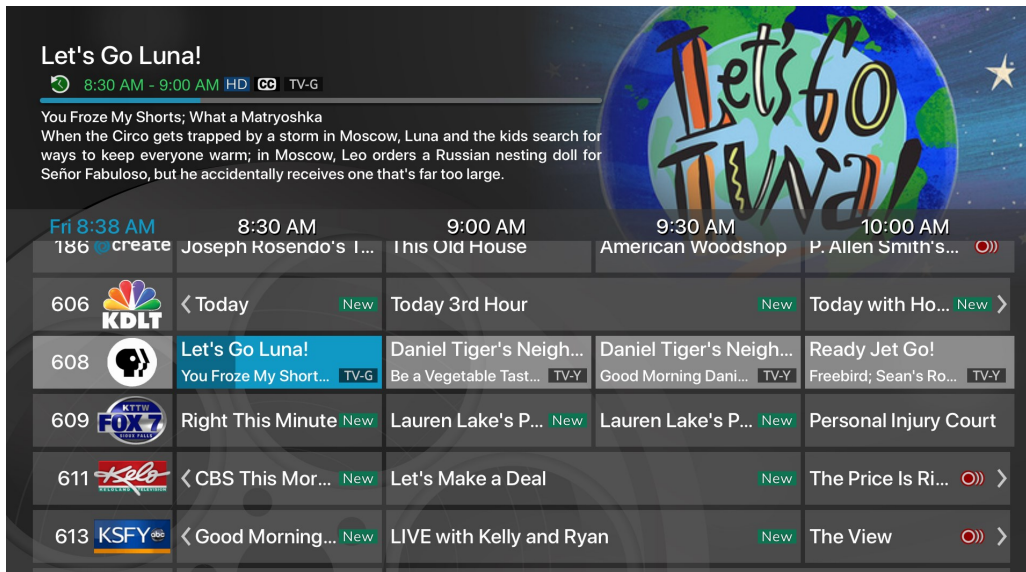 Let's Go Luna!
8:30 AM - 9:00 AM HD CC TV-G
You Froze My Shorts; What a Matryoshka
When the Circo gets trapped by a storm in Moscow, Luna and the kids search for
ways to keep everyone warm; in Moscow, Leo orders a Russian nesting doll for
Señor Fabuloso, but he accidentally receives one that's far too large.
Let's Go
Luna!
Fri 8:38 AM 8:30 AM 9:00 AM 9:30 AM 10:00 AM
186 create Joseph Rosendo's T... This Old House American Woodshop P. Allen Smith's...
606 KDLT Today New Today 3rd Hour New Today with Ho... New
608 Let's Go Luna! Daniel Tiger's Neigh... Daniel Tiger's Neigh... Ready Jet Go!
You Froze My Short... TV-G Be a Vegetable Tast... TV-Y Good Morning Dani... TV-Y Freebird; Sean's Ro... TV-Y
609 KTTW FOX 7 SIOUX FALLS Right This Minute New Lauren Lake's P... New Lauren Lake's P... New Personal Injury Court
611 Kelo KELOLAND TELEVISION CBS This Mor... New Let's Make a Deal New The Price Is Ri...
613 KSFY abc Good Morning... New LIVE with Kelly and Ryan New The View